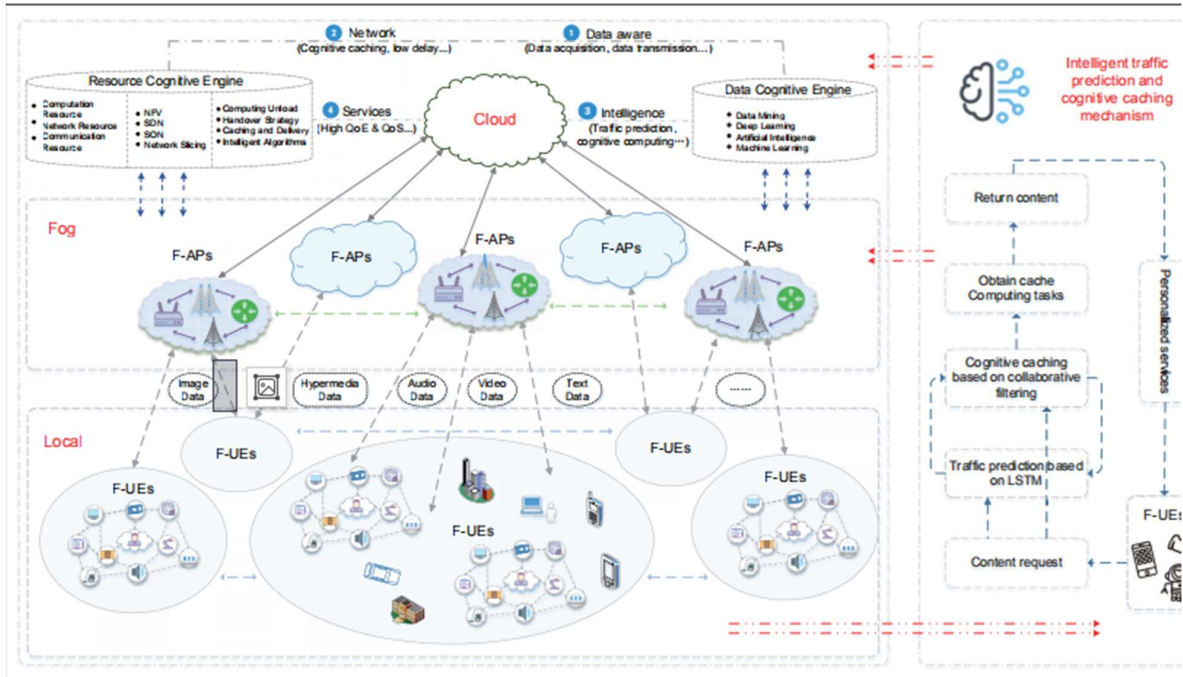 2 Network
(Cognitive caching, low delay...)
1 Data aware
(Data acquisition, data transmission...)
Resource Cognitive Engine
Computation
Resource
Network Resource
Communication
Resource
NFV
SDN
SON
Network Slicing
Computing Unload
Handover Strategy
Caching and Delivery
Intelligent Algorithms
4 Services
(High QoE & QoS...)
Cloud
3 Intelligence
(Traffic prediction,
cognitive computing...)
Data Cognitive Engine
Data Mining
Deep Learning
Artificial Intelligence
Machine Learning
Fog
F-APs
F-APs
F-APs
F-APs
F-APs
Image
Data
Hypermedia
Data
Audio
Data
Video
Data
Text
Data
......
Local
F-UEs
F-UEs
F-UEs
F-UEs
F-UEs
Intelligent traffic
prediction and
cognitive caching
mechanism
Return content
Obtain cache
Computing tasks
Cognitive caching
based on collaborative
filtering
Traffic prediction based
on LSTM
Content request
Personalized services
F-UEs